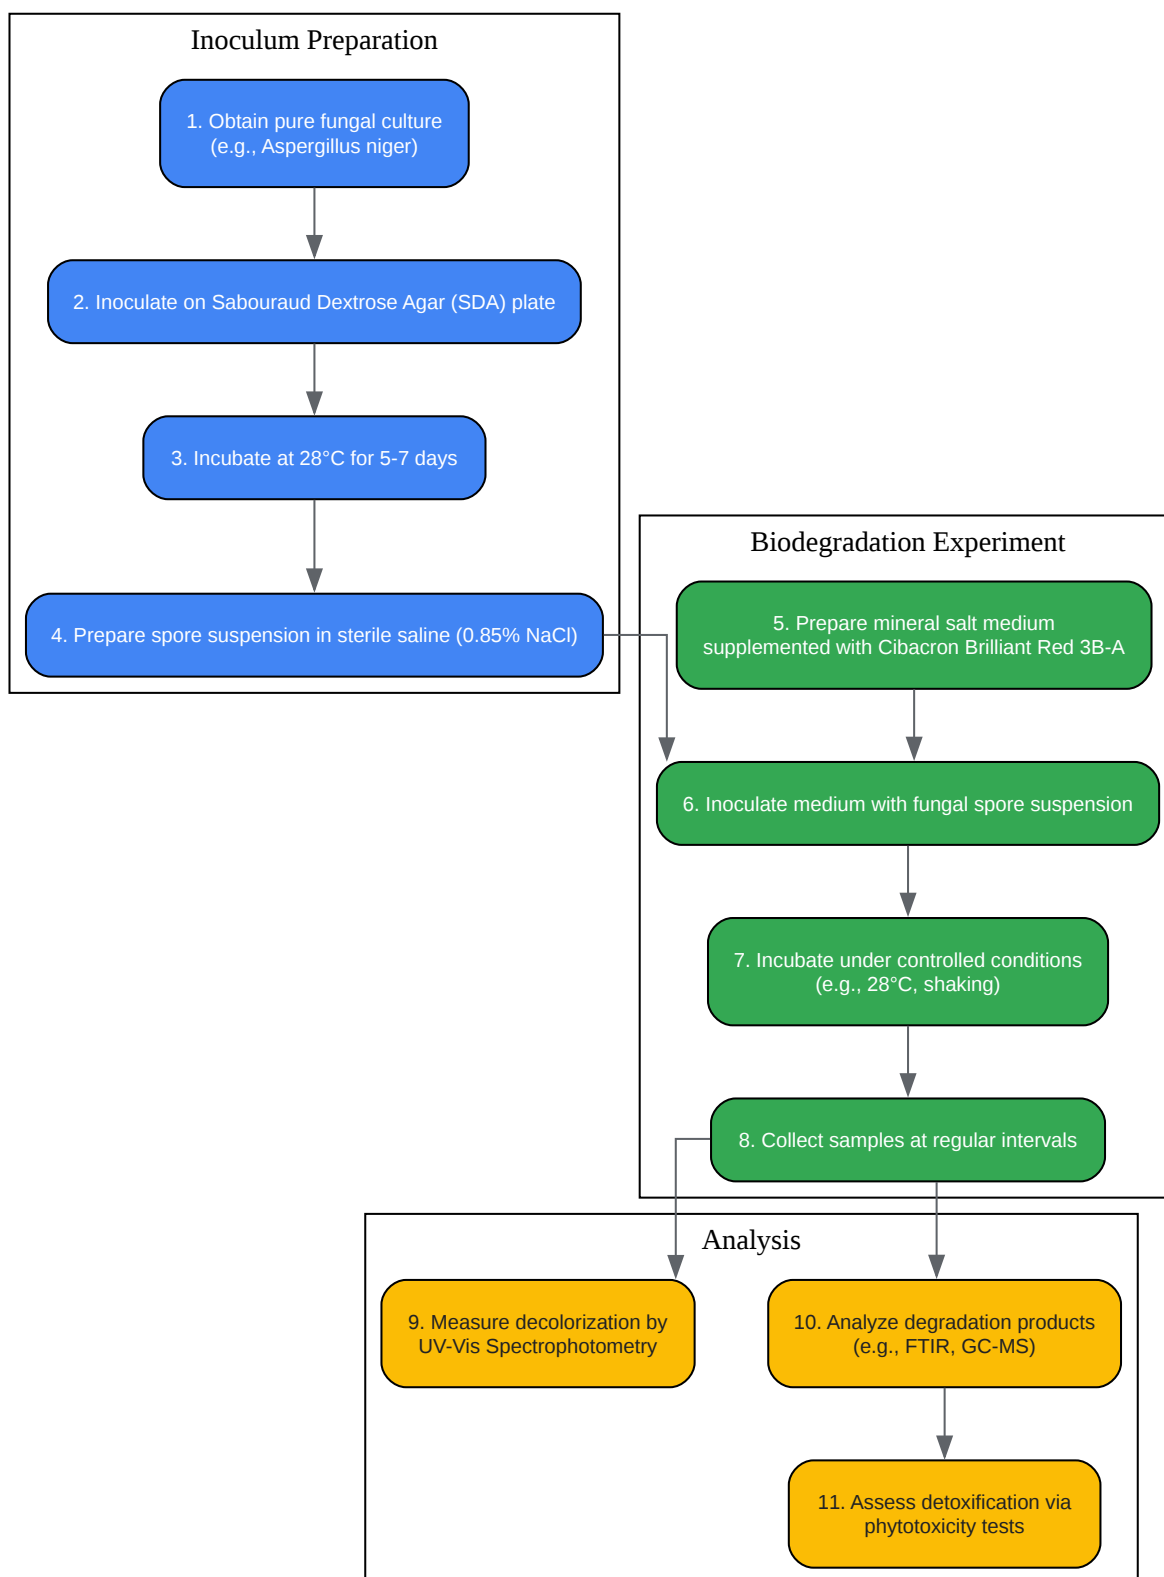 Inoculum Preparation
1. Obtain pure fungal culture
(e.g., Aspergillus niger)
2. Inoculate on Sabouraud Dextrose Agar (SDA) plate
3. Incubate at 28°C for 5-7 days
4. Prepare spore suspension in sterile saline (0.85% NaCl)
Biodegradation Experiment
5. Prepare mineral salt medium
supplemented with Cibacron Brilliant Red 3B-A
6. Inoculate medium with fungal spore suspension
7. Incubate under controlled conditions
(e.g., 28°C, shaking)
8. Collect samples at regular intervals
Analysis
9. Measure decolorization by
UV-Vis Spectrophotometry
10. Analyze degradation products
(e.g., FTIR, GC-MS)
11. Assess detoxification via
phytotoxicity tests